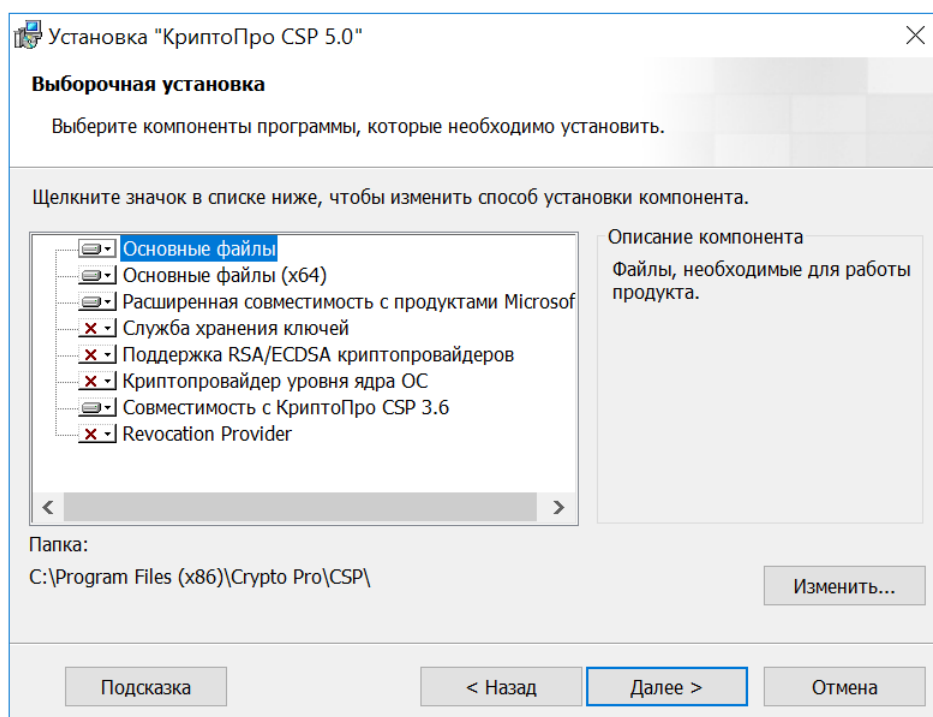 Установка "КриптоПро CSP 5.0"
Выборочная установка
Выберите компоненты программы, которые необходимо установить.
Щелкните значок в списке ниже, чтобы изменить способ установки компонента.
Основные файлы
Основные файлы (x64)
Расширенная совместимость с продуктами Microsof
Служба хранения ключей
Поддержка RSA/ECDSA криптопровайдеров
Криптопровайдер уровня ядра ОС
Совместимость с КриптоПро CSP 3.6
Revocation Provider
Описание компонента
Файлы, необходимые для работы
продукта.
Папка:
C:\Program Files (x86)\Crypto Pro\CSP\
Изменить...
Подсказка
< Назад
Далее >
Отмена